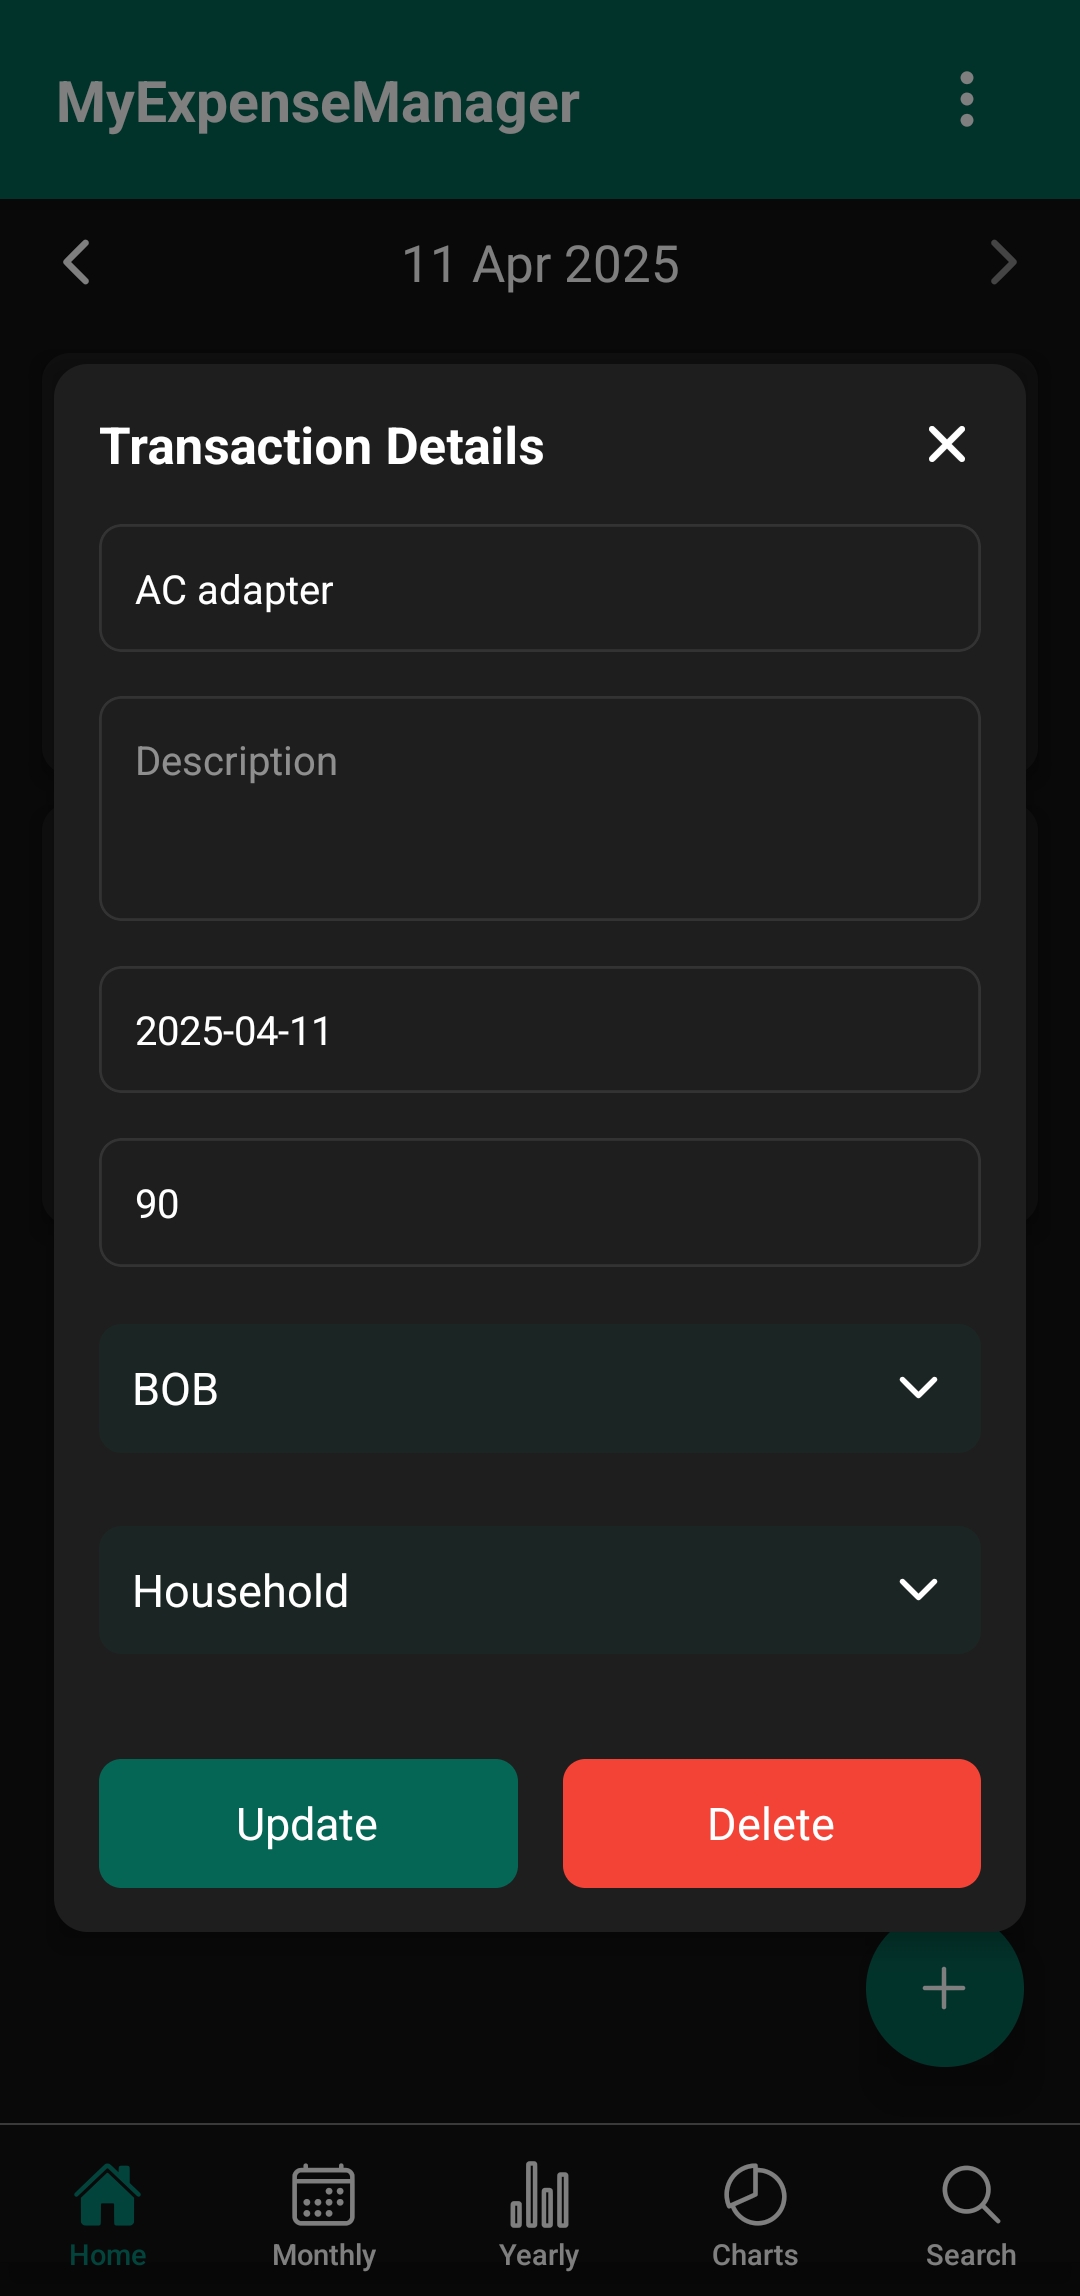 MyExpenseManager
11 Apr 2025
Transaction Details
AC adapter
Description
2025-04-11
90
BOB
Household
Update
Delete
Home
Monthly
Yearly
Charts
Search